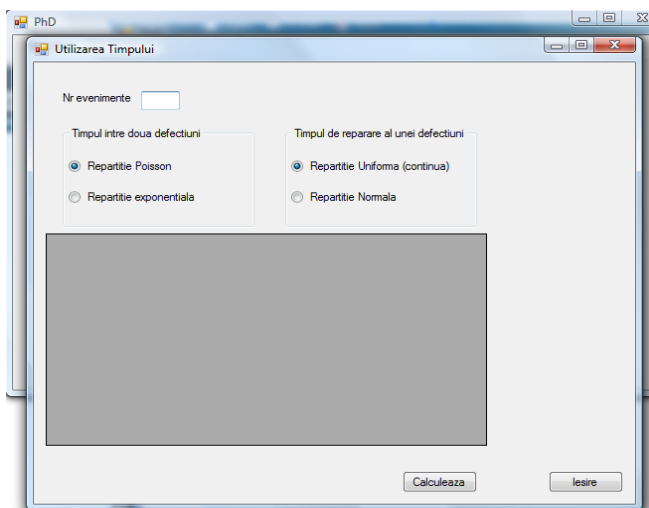 PhD
Utilizarea Timpului
Nr evenimente
Timpul intre doua defectiuni
Timpul de reparare al unei defectiuni
Repartitie Poisson
Repartitie Uniforma (continua)
Repartitie exponentiala
Repartitie Normala
Calculeaza
Iesire